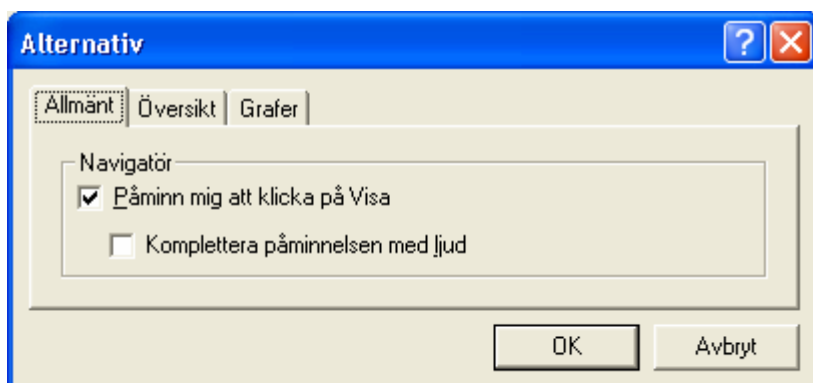 Alternativ
Allmänt Översikt Grafer
Navigatör
Påminn mig att klicka på Visa
Komplettera påminnelsen med ljud
OK Avbryt